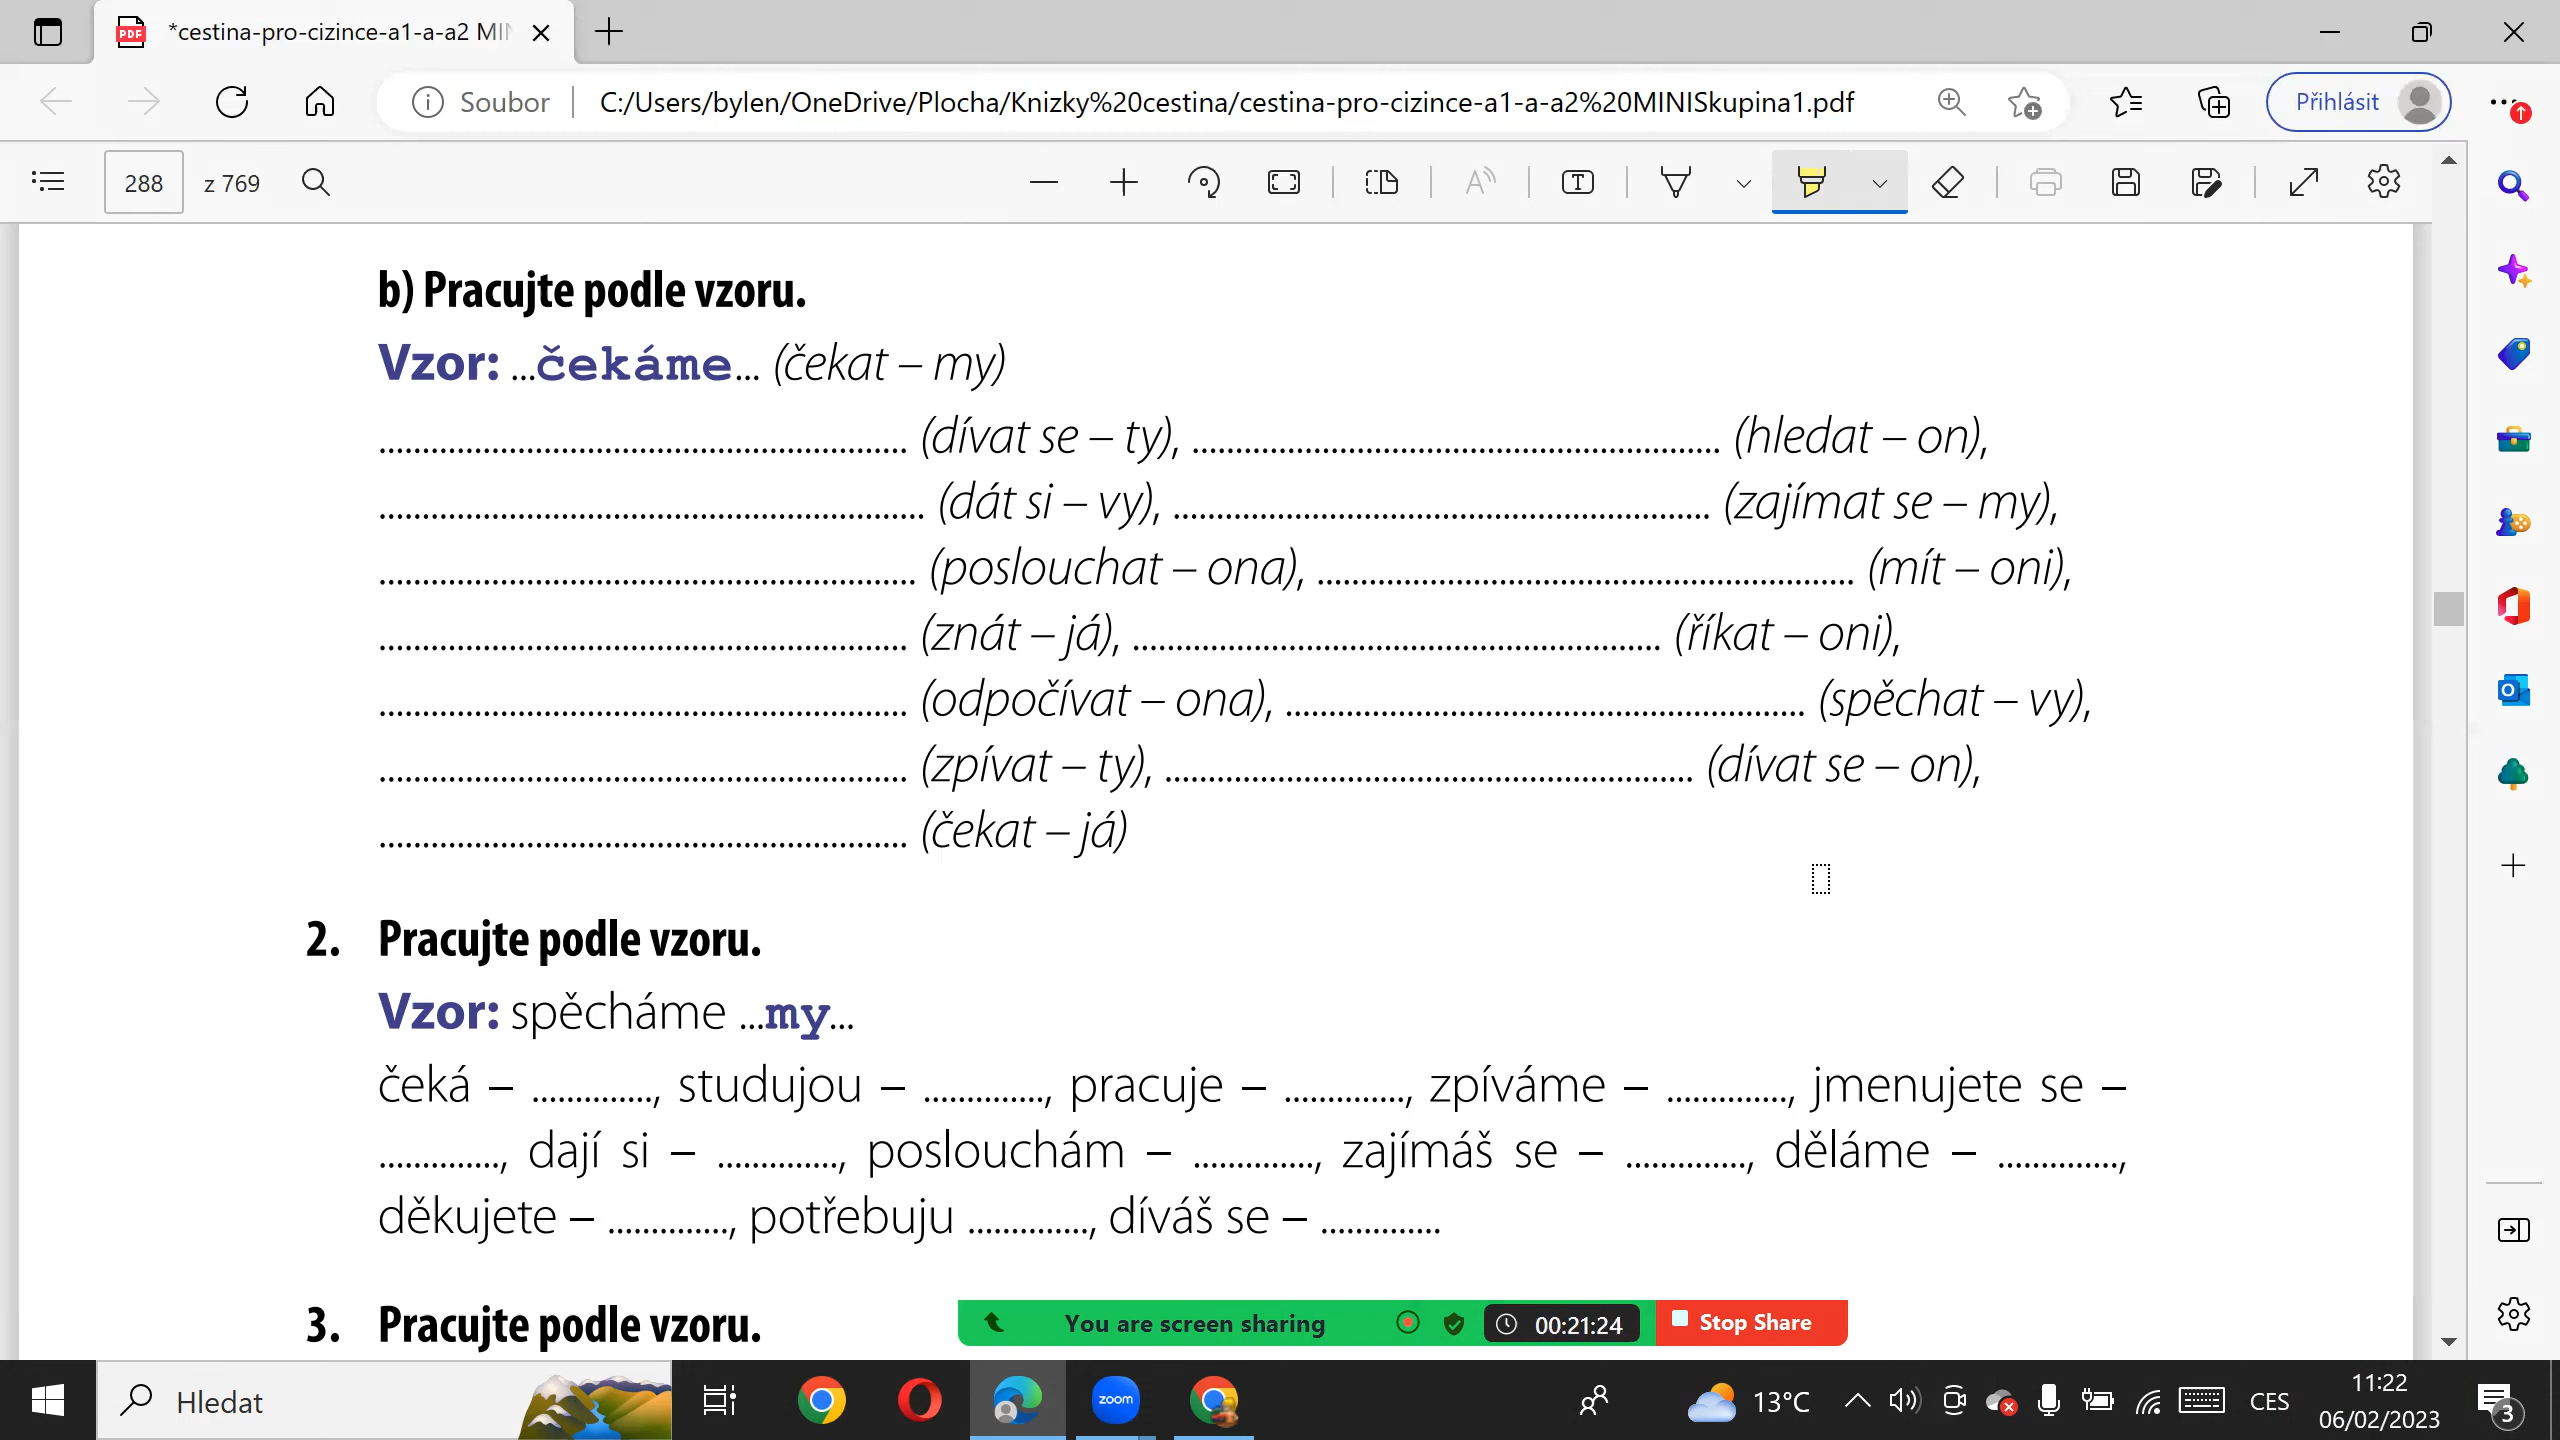 *cestina-pro-cizince-a1-a-a2 MIN
Soubor
C:/Users/bylen/OneDrive/Plocha/Knizky%20cestina/cestina-pro-cizince-a1-a-a2%20MINISkupina1.pdf
Přihlásit
288 z 769
b) Pracujte podle vzoru.
Vzor: ...čekáme... (čekat – my)
.............................................................. (dívat se – ty), .............................................................. (hledat – on),
.............................................................. (dát si – vy), .............................................................. (zajímat se – my),
.............................................................. (poslouchat – ona), .............................................................. (mít – oni),
.............................................................. (znát – já), .............................................................. (říkat – oni),
.............................................................. (odpočívat – ona), .............................................................. (spěchat – vy),
.............................................................. (zpívat – ty), .............................................................. (dívat se – on),
.............................................................. (čekat – já)
2. Pracujte podle vzoru.
Vzor: spěcháme ...my...
čeká – .............., studujou – .............., pracuje – .............., zpíváme – .............., jmenujete se –
.............., dají si – .............., poslouchám – .............., zajímáš se – .............., děláme – ..............,
děkujete – .............., potřebuju .............., díváš se – ..............
3. Pracujte podle vzoru.
You are screen sharing 00:21:24 Stop Share
Hledat
zoom
13°C
CES
11:22
06/02/2023
3